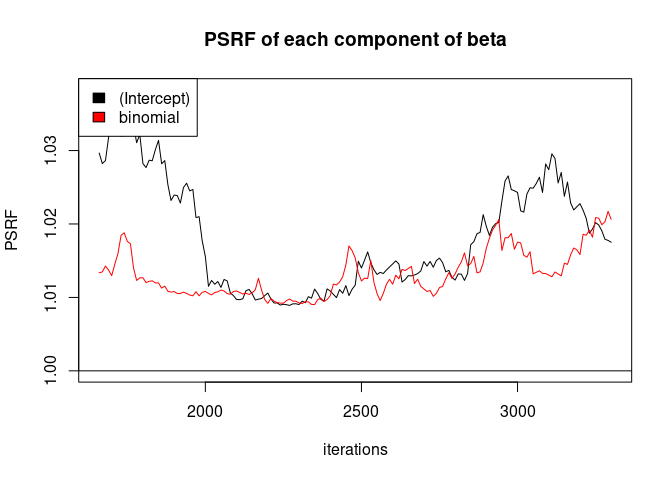 PSRF of each component of beta
(Intercept)
binomial
PSRF
1.03
1.02
1.01
1.00
2000 2500 3000
iterations